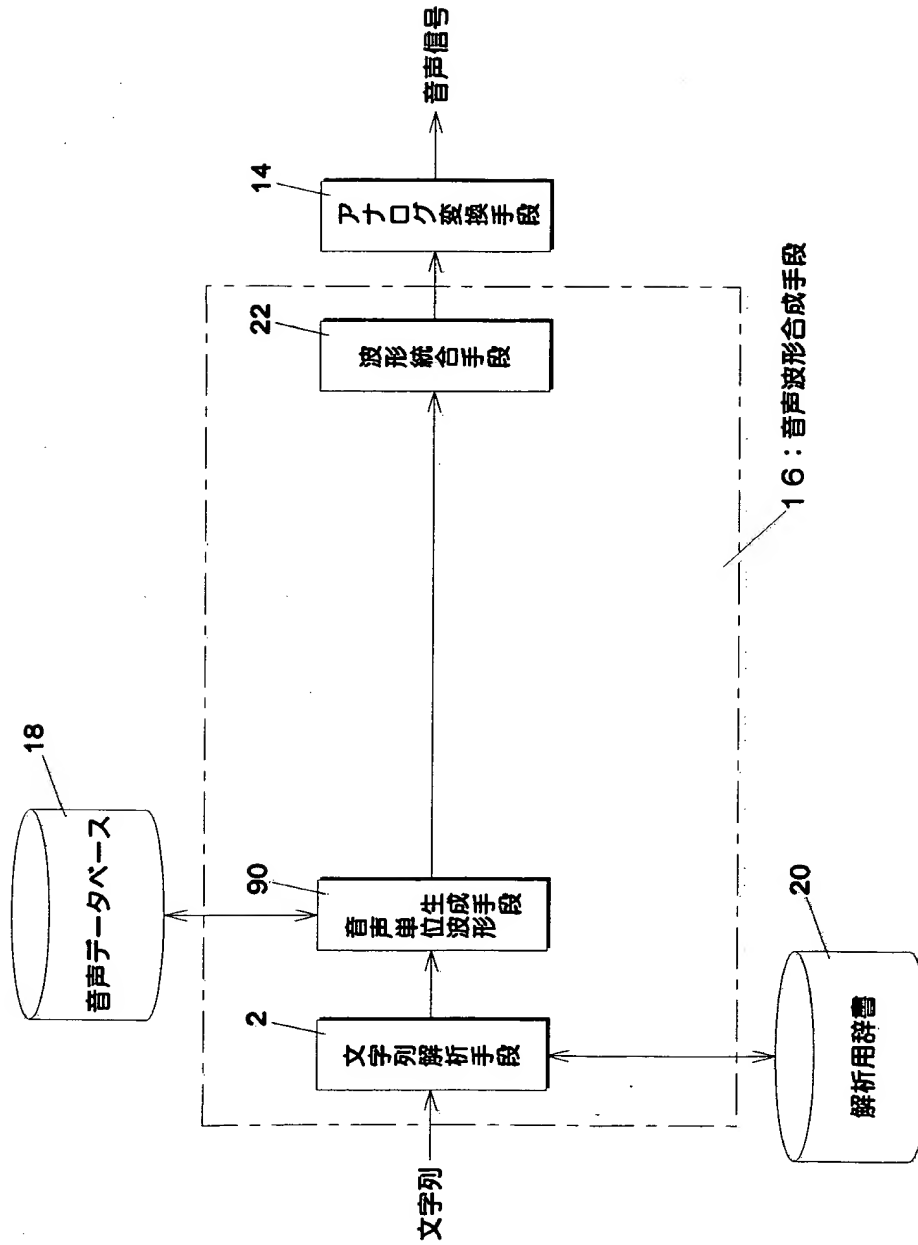 18
音声データベース
90
音声単位波形
生成手段
2
文字列解析手段
文字列
22
波形統合手段
14
アナログ変換手段
音声信号
20
解析用辞書
16：音声波形合成手段